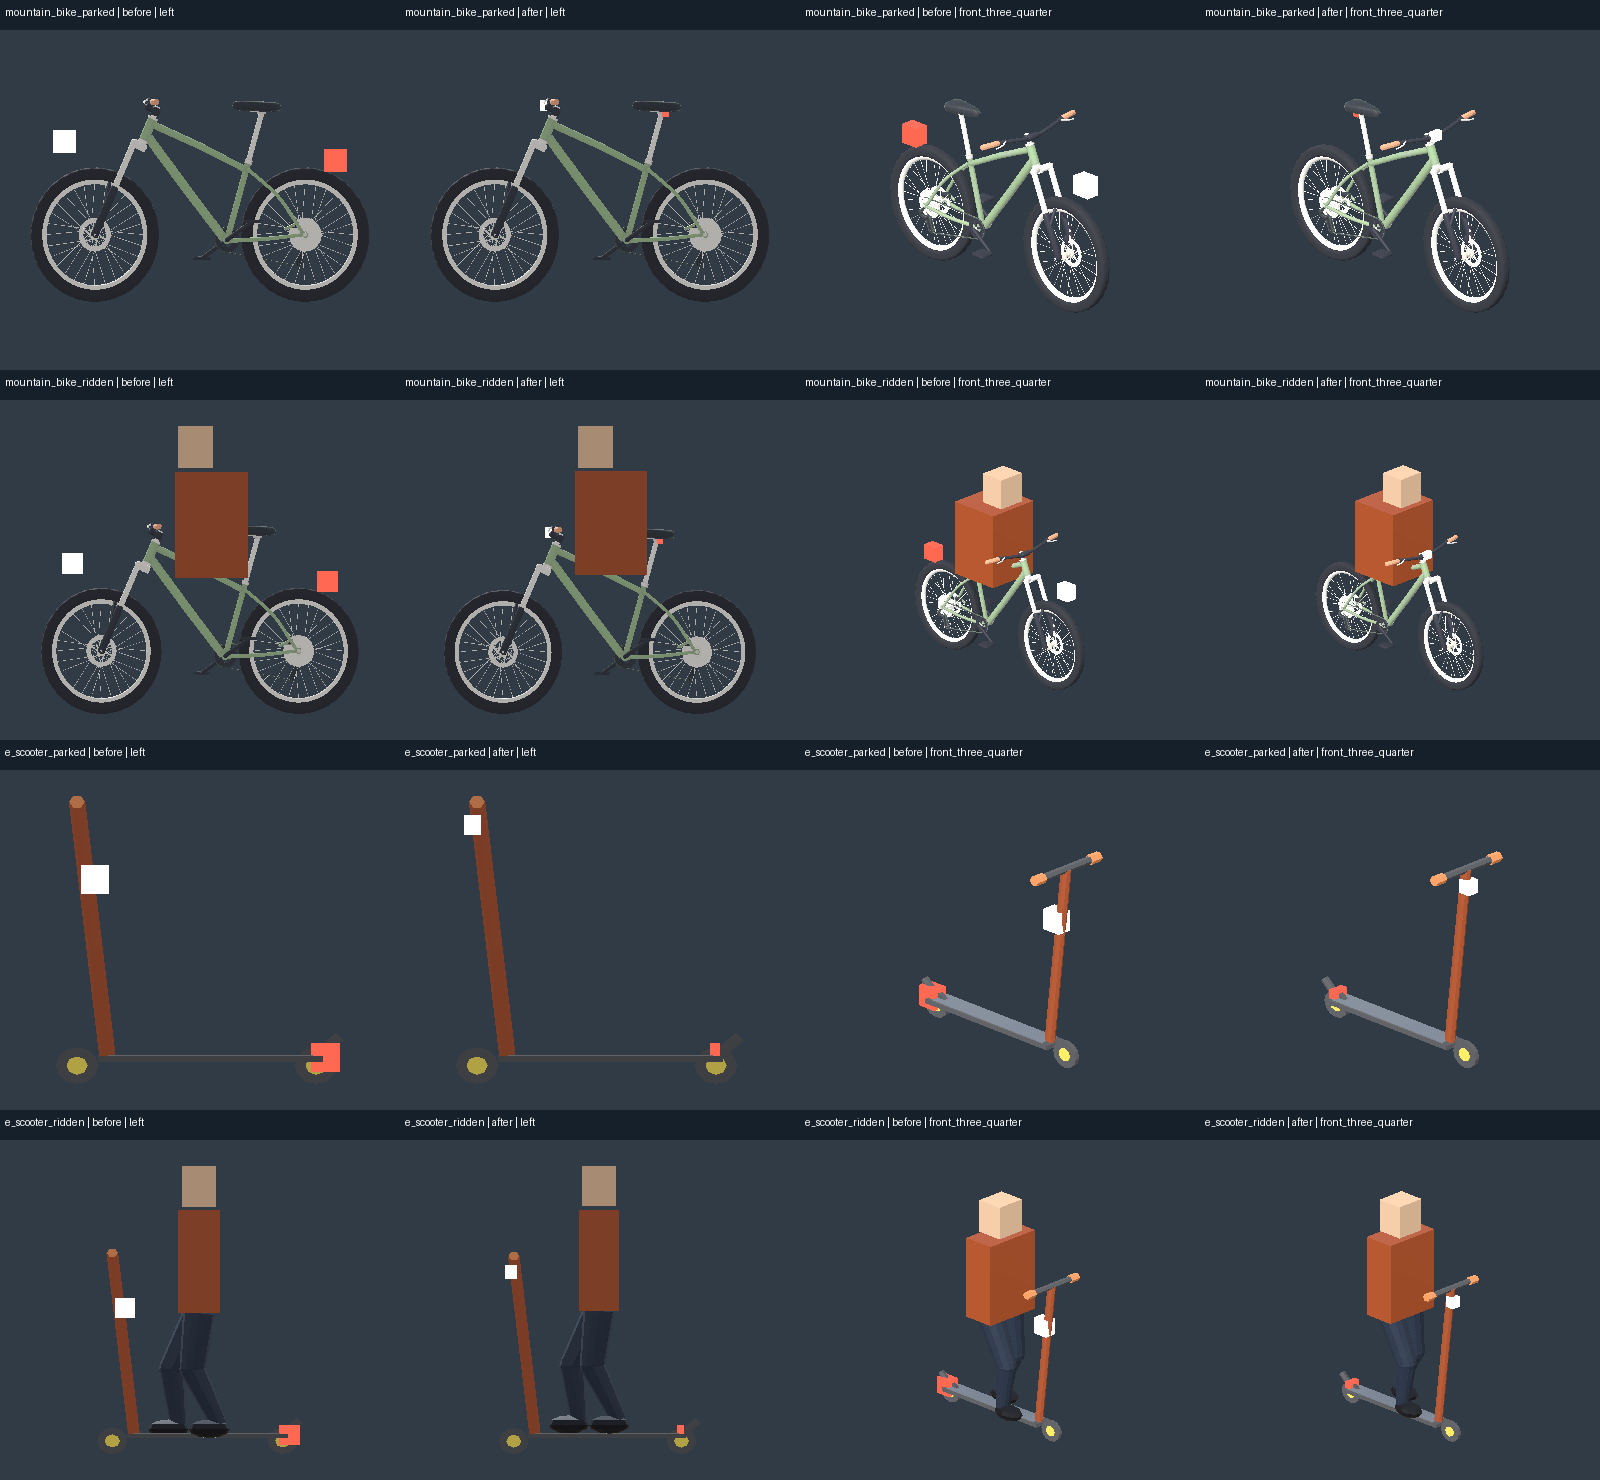 mountain_bike_parked | before | left
mountain_bike_parked | after | left
mountain_bike_parked | before | front_three_quarter
mountain_bike_parked | after | front_three_quarter
mountain_bike_ridden | before | left
mountain_bike_ridden | after | left
mountain_bike_ridden | before | front_three_quarter
mountain_bike_ridden | after | front_three_quarter
e_scooter_parked | before | left
e_scooter_parked | after | left
e_scooter_parked | before | front_three_quarter
e_scooter_parked | after | front_three_quarter
e_scooter_ridden | before | left
e_scooter_ridden | after | left
e_scooter_ridden | before | front_three_quarter
e_scooter_ridden | after | front_three_quarter